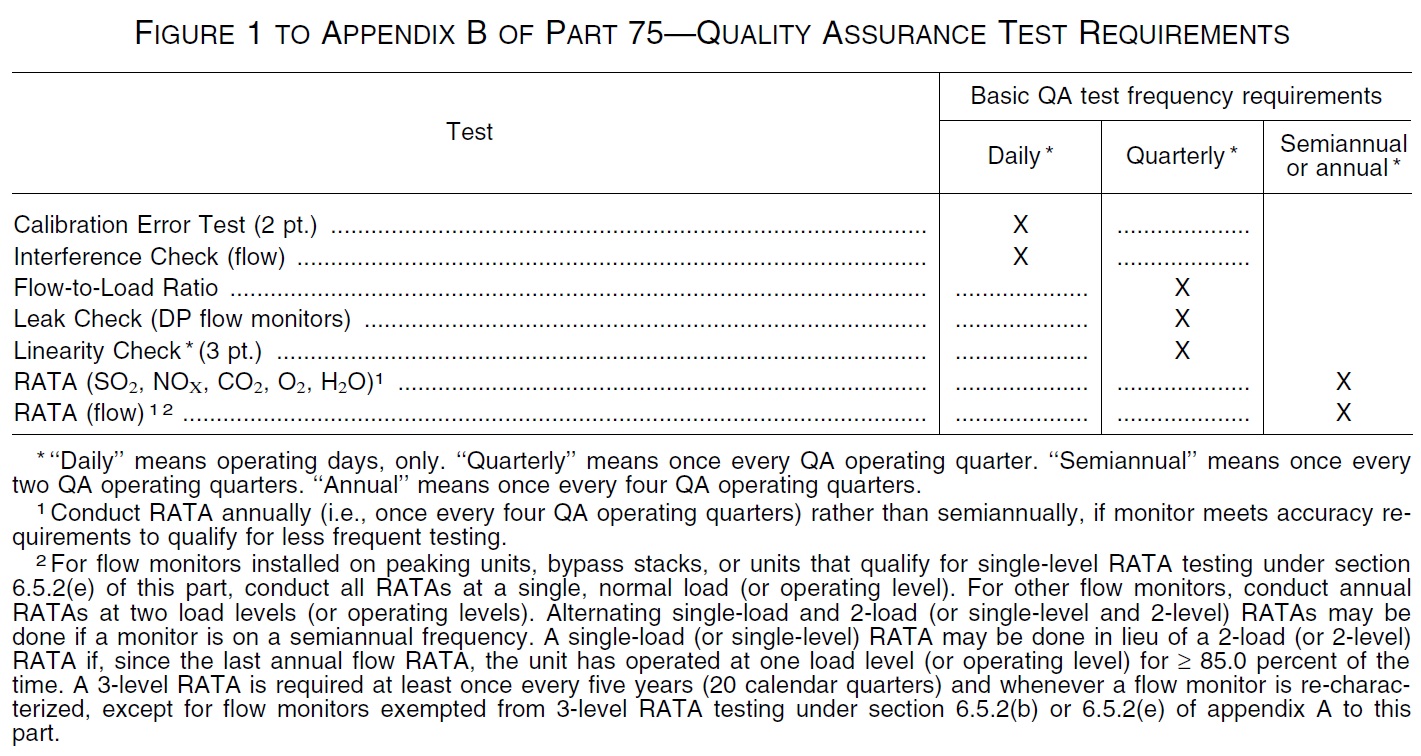 FIGURE 1 TO APPENDIX B OF PART 75—QUALITY ASSURANCE TEST REQUIREMENTS
Test
Basic QA test frequency requirements
Daily * Quarterly * Semiannual or annual *
Calibration Error Test (2 pt.) .......... X ..........
Interference Check (flow) .......... X ..........
Flow-to-Load Ratio .......... .......... X
Leak Check (DP flow monitors) .......... .......... X
Linearity Check * (3 pt.) .......... .......... X
RATA (SO₂, NOX, CO₂, O₂, H₂O)¹ .......... .......... .......... X
RATA (flow) ¹ ² .......... .......... .......... X
* “Daily” means operating days, only. “Quarterly” means once every QA operating quarter. “Semiannual” means once every
two QA operating quarters. “Annual” means once every four QA operating quarters.
¹ Conduct RATA annually (i.e., once every four QA operating quarters) rather than semiannually, if monitor meets accuracy re-
quirements to qualify for less frequent testing.
² For flow monitors installed on peaking units, bypass stacks, or units that qualify for single-level RATA testing under section
6.5.2(e) of this part, conduct all RATAs at a single, normal load (or operating level). For other flow monitors, conduct annual
RATAs at two load levels (or operating levels). Alternating single-load and 2-load (or single-level and 2-level) RATAs may be
done if a monitor is on a semiannual frequency. A single-load (or single-level) RATA may be done in lieu of a 2-load (or 2-level)
RATA if, since the last annual flow RATA, the unit has operated at one load level (or operating level) for ≥ 85.0 percent of the
time. A 3-level RATA is required at least once every five years (20 calendar quarters) and whenever a flow monitor is re-charac-
terized, except for flow monitors exempted from 3-level RATA testing under section 6.5.2(b) or 6.5.2(e) of appendix A to this
part.